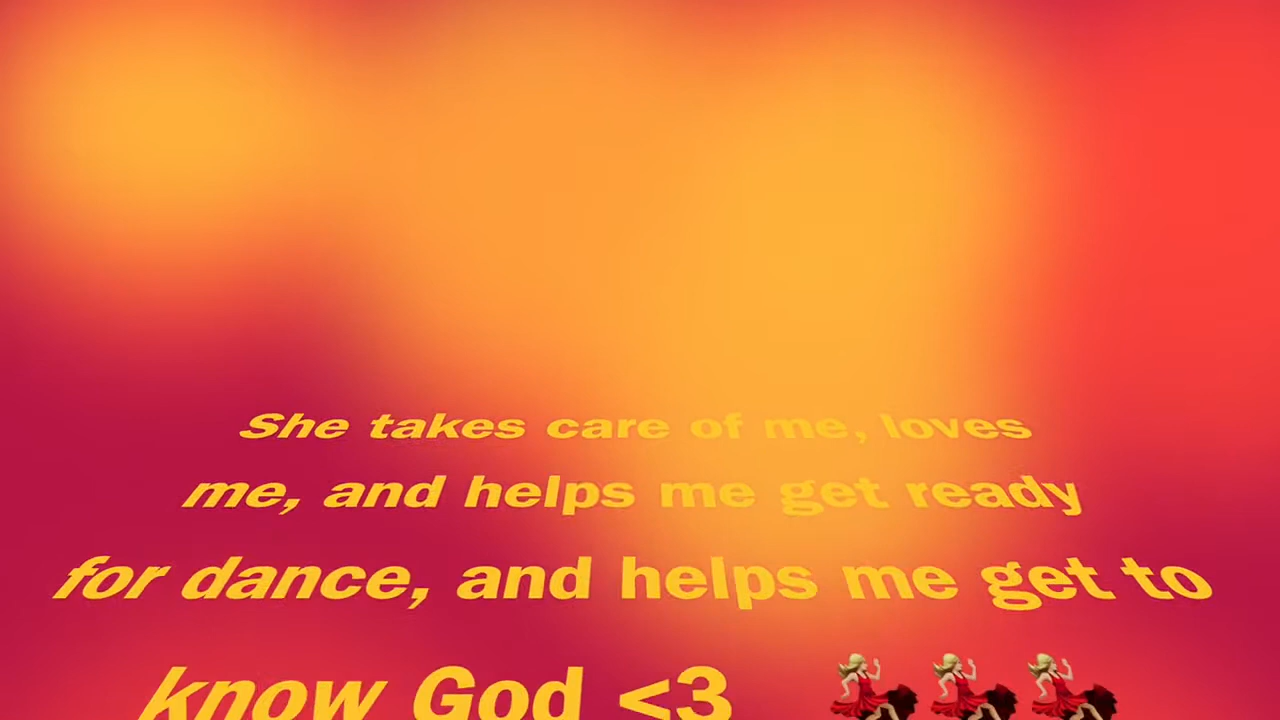 She takes care of me, loves
me, and helps me get ready
for dance, and helps me get to
know God <3 💃💃💃